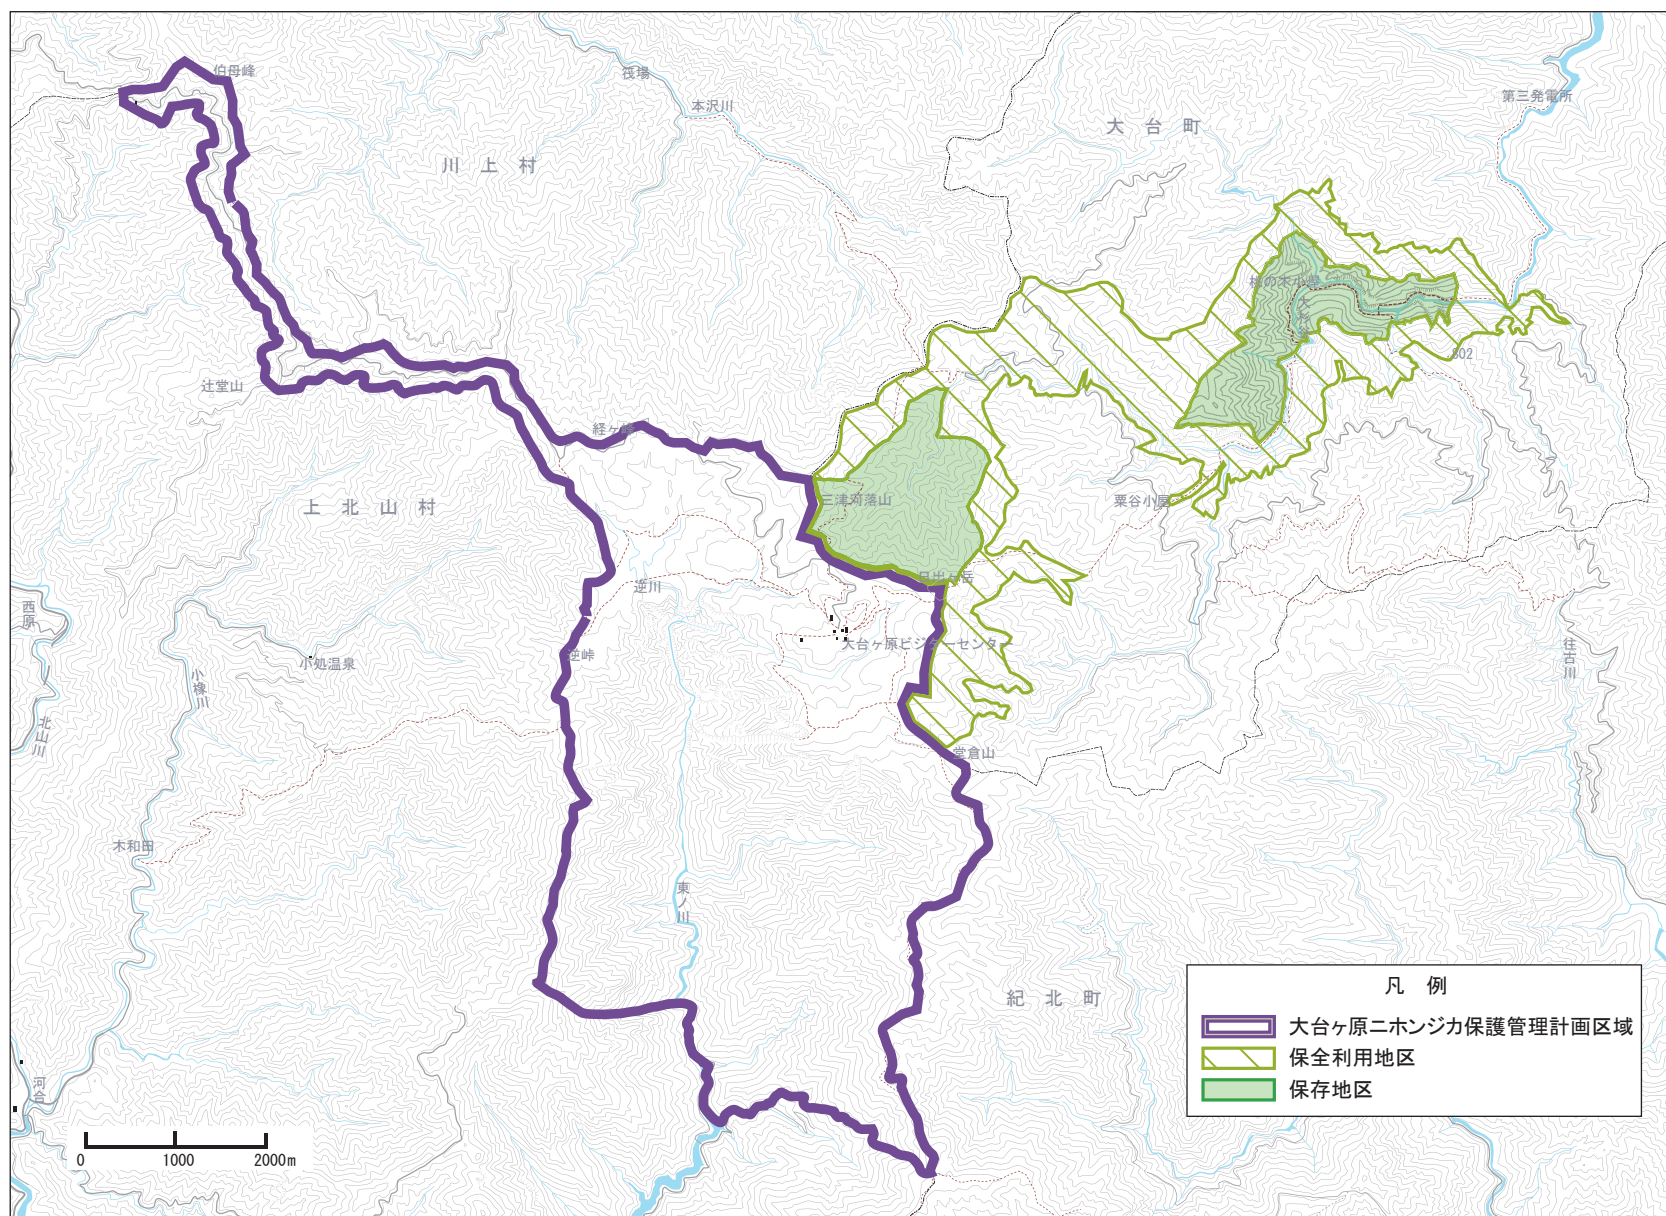 伯母峰
筏場
本沢川
第三発電所
大台町
川上村
桃の木小屋
802
辻堂山
経ヶ峰
三津河落山
粟谷小屋
上北山村
日出ヶ岳
逆川
西原
大台ヶ原ビジターセンター
逆峠
小処温泉
小橡川
往古川
北山川
堂倉山
木和田
東ノ川
紀北町
河合
凡例
大台ヶ原ニホンジカ保護管理計画区域
保全利用地区
保存地区
0 1000 2000m